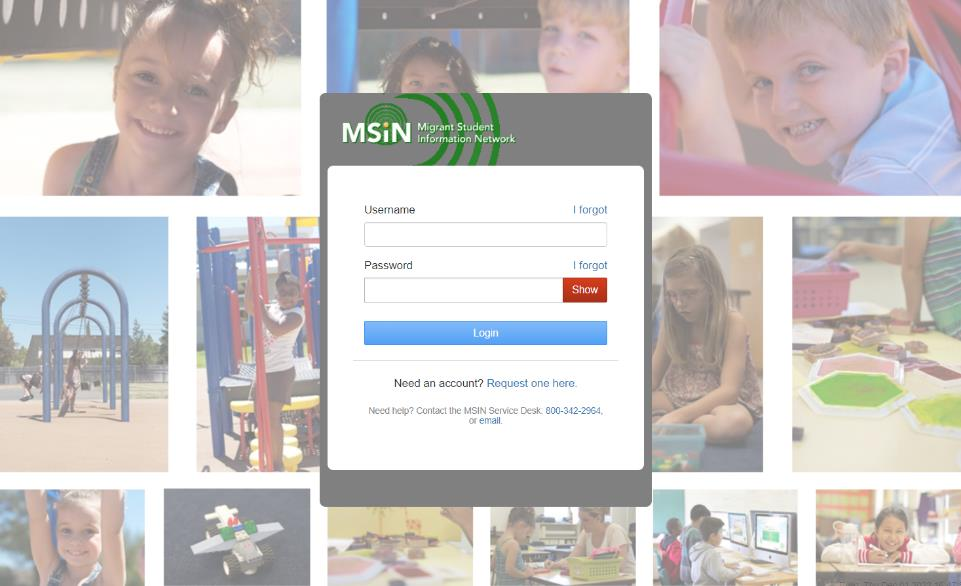 MSiN Migrant Student
Information Network
Username I forgot
Password I forgot
Show
Login
Need an account? Request one here.
Need help? Contact the MSIN Service Desk, 800-342-2964,
or email.